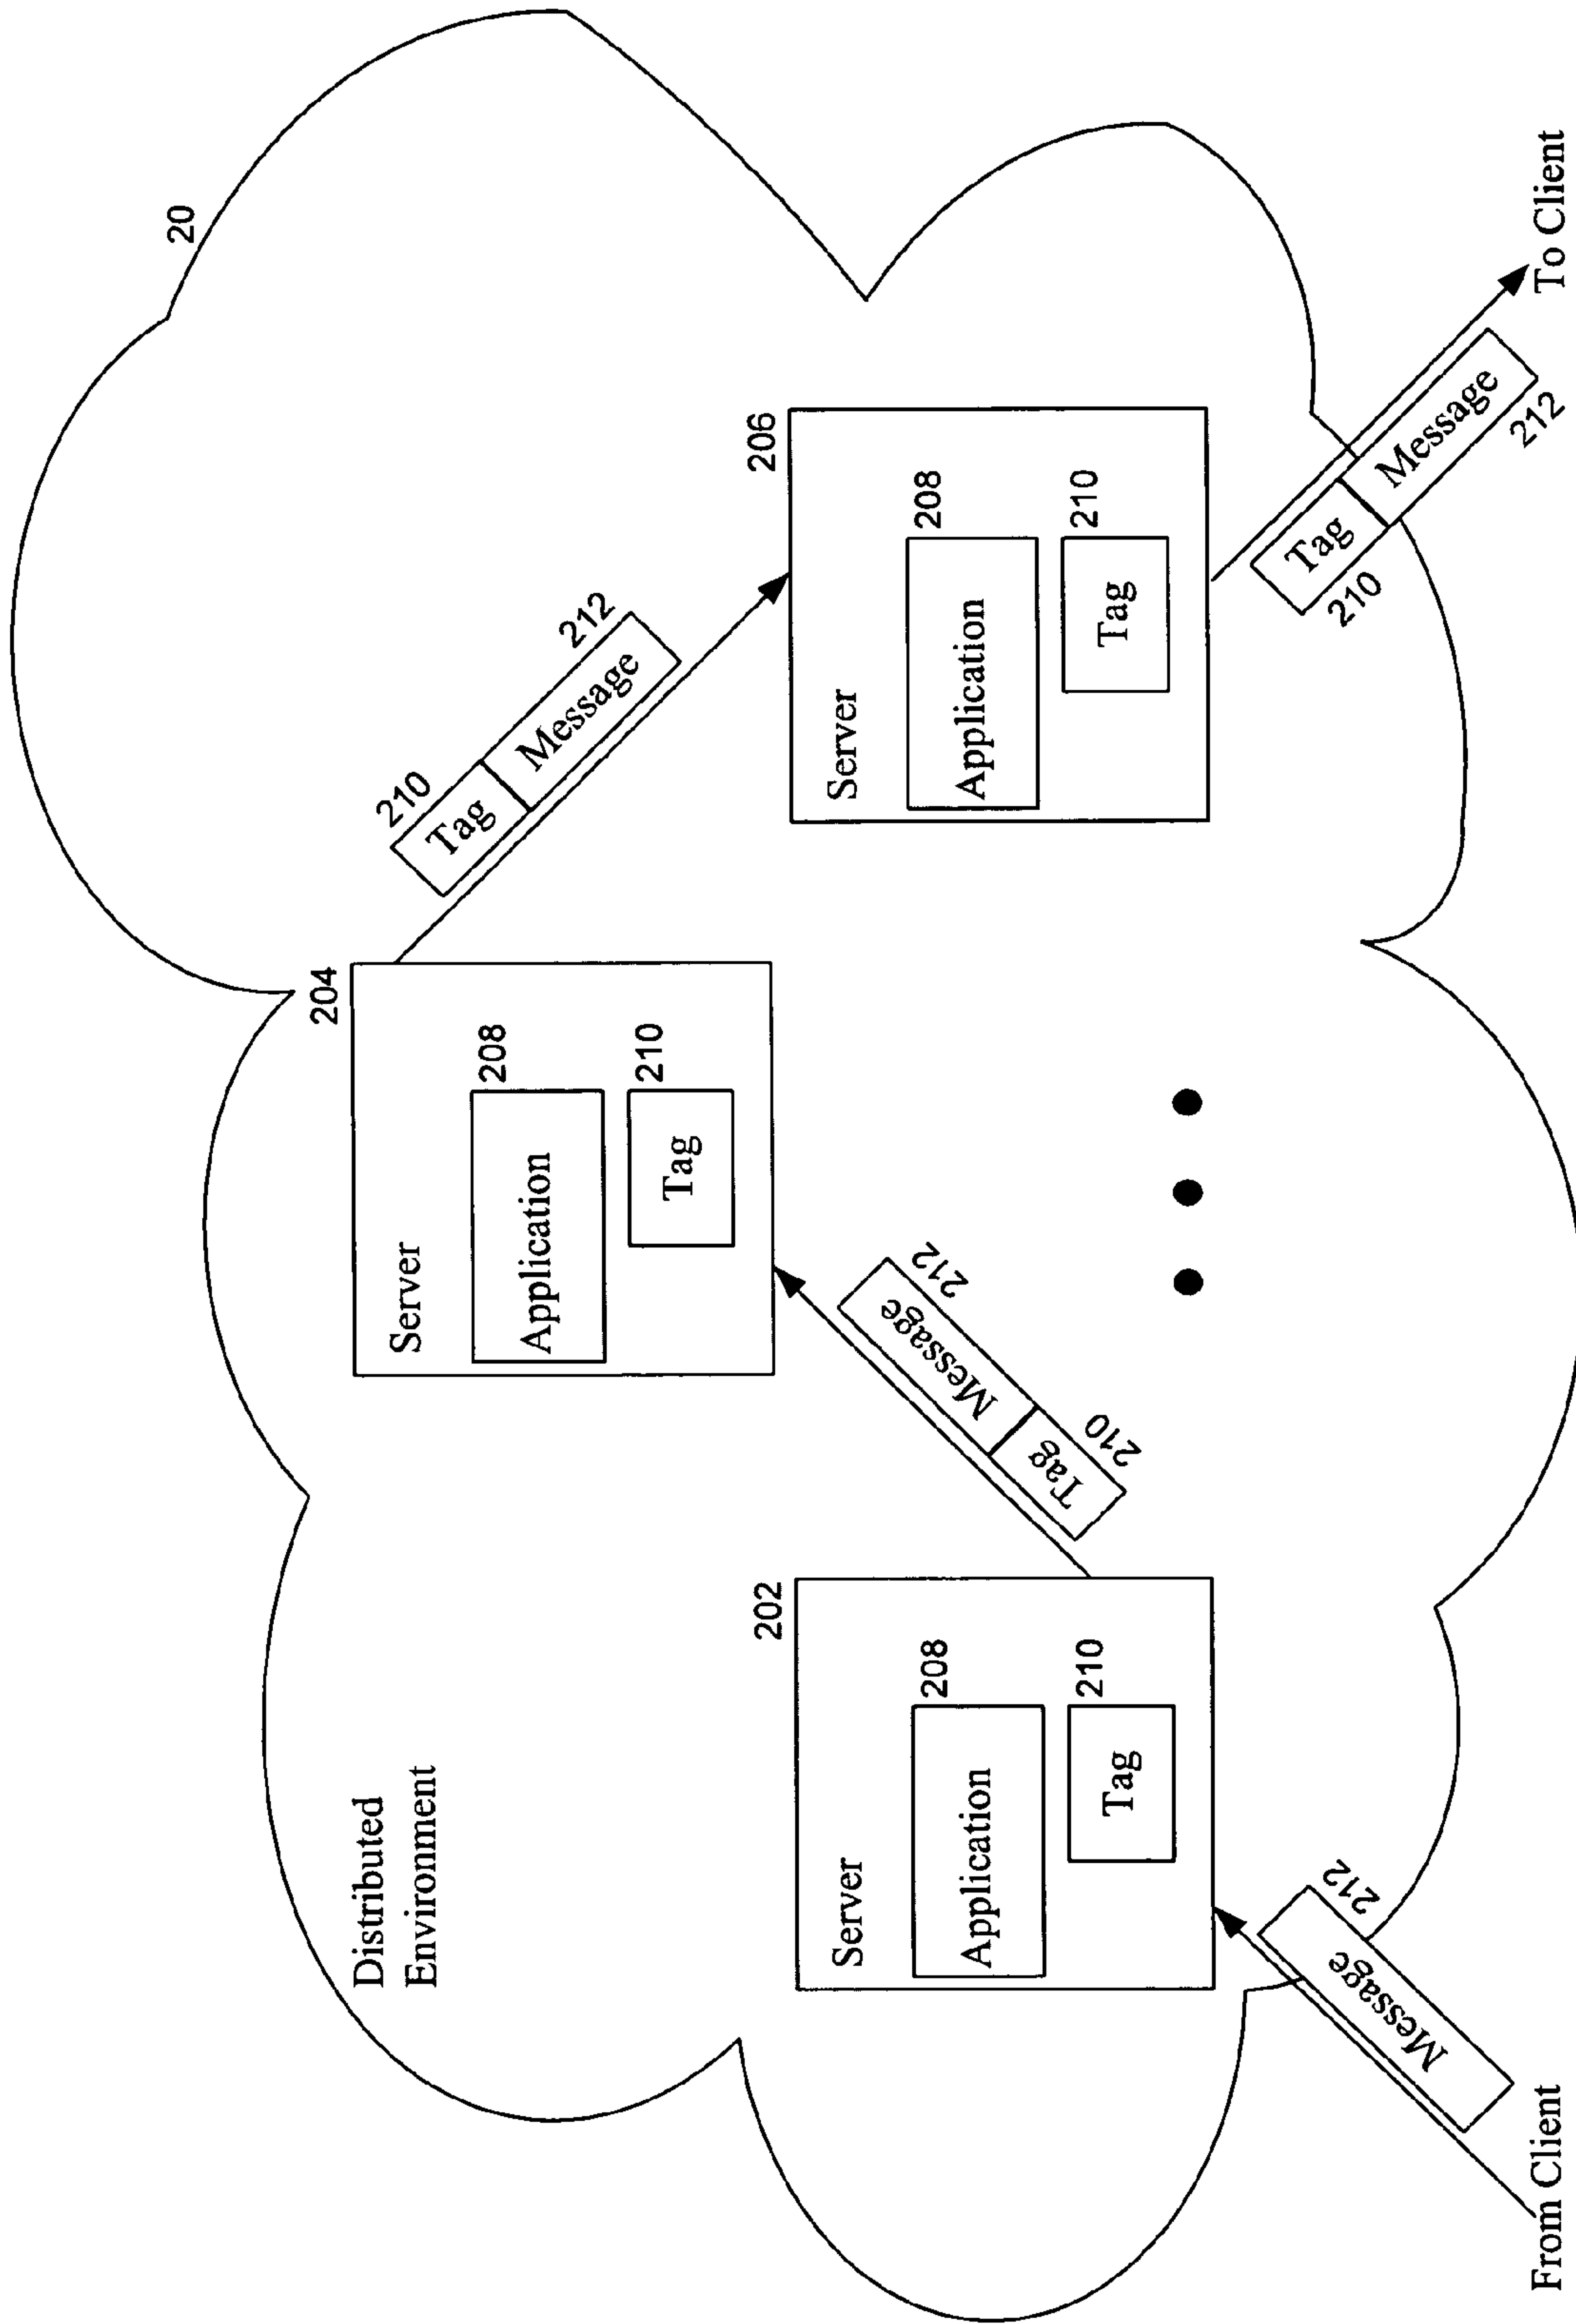 20
Distributed
Environment
204
Server
208
Application
210
Tag
210
Tag
212
Message
202
Server
208
Application
210
Tag
212
Message
210
Tag
206
Server
208
Application
210
Tag
212
Message
From Client
Tag
210
Message
212
To Client